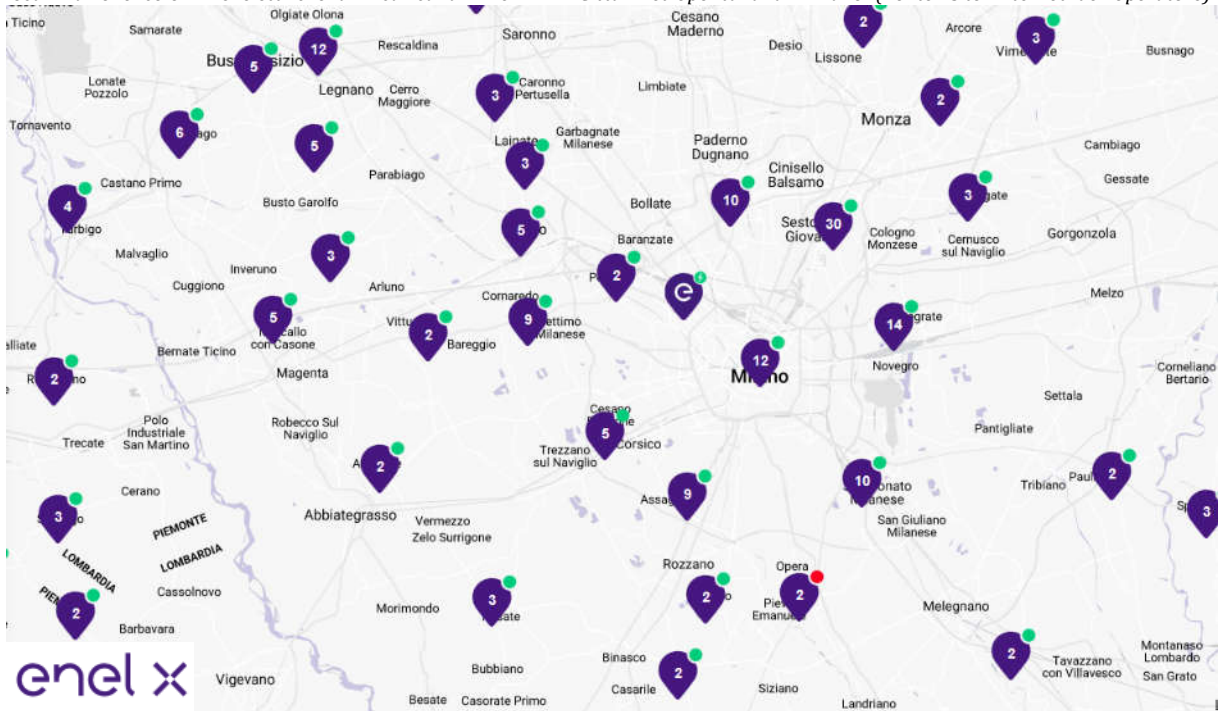 Ticino
Olgiate Olona
Samarate
Rescaldina
Saronno
Cesano
Maderno
Desio
Lissone
2
Arcore
3
Busnago
12
5
Legnano
Cerro
Maggiore
Lonate
Pozzolo
3
Caronno
Pertusella
Limbiate
2
Monza
Tornavento
6
5
Garbagnate
Milanese
Paderno
Dugnano
Cambiago
Parabiago
3
Cinisello
Balsamo
Gessate
Castano Primo
4
Busto Garolfo
10
3
Bollate
30
Malvaglio
5
Baranzate
Cologno
Monzese
Cernusco
sul Naviglio
Gorgonzola
3
Inveruno
Cuggiono
Arluno
2
Cornaredo
Melzo
5
9
Milanese
14
con Casone
2
Bareggio
Bernate Ticino
12
Milano
Novegro
Corneliano
Bertario
Magenta
2
Settala
Robecco Sul
Naviglio
Polo
Industriale
San Martino
Trecate
5
Corsico
Pantigliate
Trezzano
sul Naviglio
2
2
Tribiano
Cerano
9
10
3
Abbiategrasso
3
Vermezzo
Zelo Surrigone
San Giuliano
Milanese
PIEMONTE
LOMBARDIA
LOMBARDIA
Rozzano
Opera
Cassolnovo
3
2
2
2
Morimondo
Melegnano
Barbavara
Binasco
2
Montanaso
Lombardo
Bubbiano
2
Tavazzano
con Villavesco
San Grato
enel x
Vigevano
Casarile
Siziano
Besate
Casorate Primo
Landriano